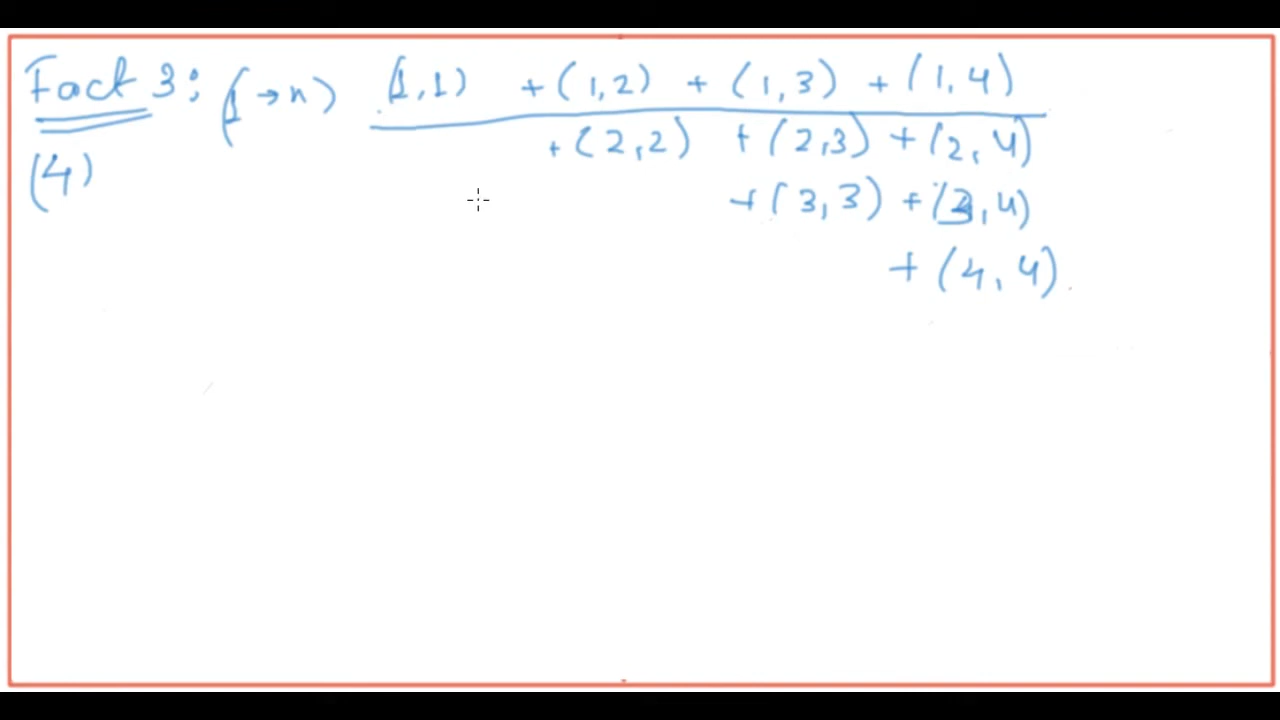 Fact 3: (1 → n) (1,1) + (1,2) + (1,3) + (1,4)
+ (2,2) + (2,3) + (2,4)
(4)
+ (3,3) + (3,4)
+ (4,4)